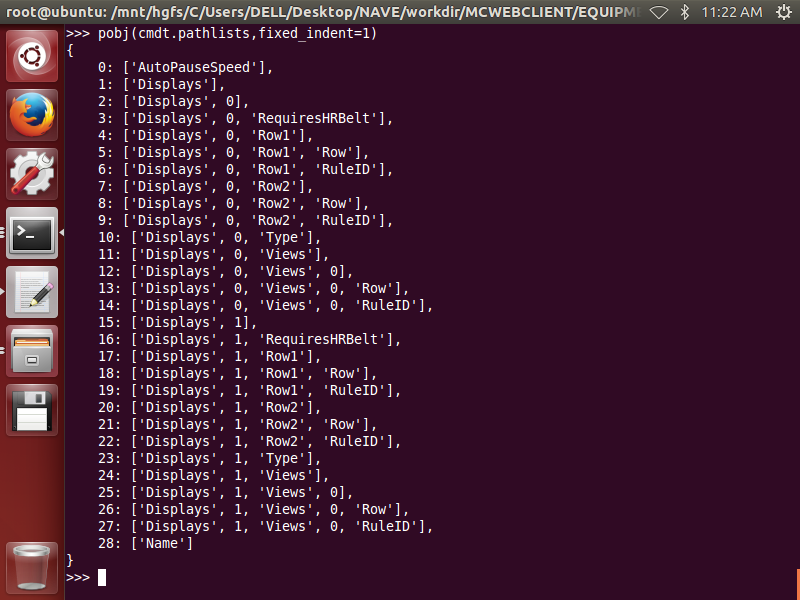 root@ubuntu: /mnt/hgfs/C/Users/DELL/Desktop/NAVE/workdir/MCWEBCLIENT/EQUIPM 11:22 AM
>>> pobj(cmdt.pathlists,fixed_indent=1)
{
    0: ['AutoPauseSpeed'],
    1: ['Displays'],
    2: ['Displays', 0],
    3: ['Displays', 0, 'RequiresHRBelt'],
    4: ['Displays', 0, 'Row1'],
    5: ['Displays', 0, 'Row1', 'Row'],
    6: ['Displays', 0, 'Row1', 'RuleID'],
    7: ['Displays', 0, 'Row2'],
    8: ['Displays', 0, 'Row2', 'Row'],
    9: ['Displays', 0, 'Row2', 'RuleID'],
    10: ['Displays', 0, 'Type'],
    11: ['Displays', 0, 'Views'],
    12: ['Displays', 0, 'Views', 0],
    13: ['Displays', 0, 'Views', 0, 'Row'],
    14: ['Displays', 0, 'Views', 0, 'RuleID'],
    15: ['Displays', 1],
    16: ['Displays', 1, 'RequiresHRBelt'],
    17: ['Displays', 1, 'Row1'],
    18: ['Displays', 1, 'Row1', 'Row'],
    19: ['Displays', 1, 'Row1', 'RuleID'],
    20: ['Displays', 1, 'Row2'],
    21: ['Displays', 1, 'Row2', 'Row'],
    22: ['Displays', 1, 'Row2', 'RuleID'],
    23: ['Displays', 1, 'Type'],
    24: ['Displays', 1, 'Views'],
    25: ['Displays', 1, 'Views', 0],
    26: ['Displays', 1, 'Views', 0, 'Row'],
    27: ['Displays', 1, 'Views', 0, 'RuleID'],
    28: ['Name']
}
>>>